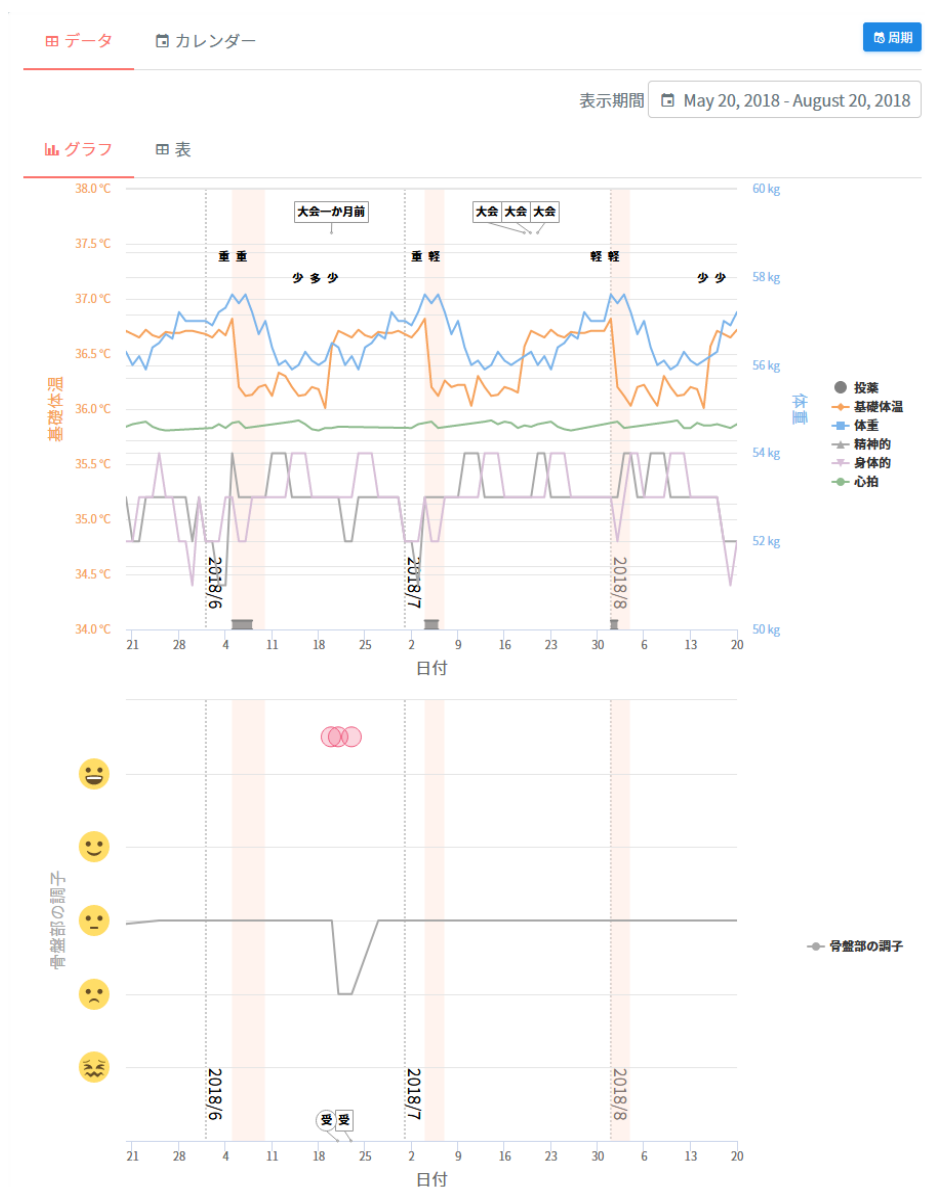 データ カレンダー 周期
表示期間 May 20, 2018 - August 20, 2018
グラフ 表
38.0 °C 60 kg
大会一か月前 大会 大会 大会
37.5 °C
重 重 重 軽 軽 軽
少 多 少 少 少
58 kg
37.0 °C
36.5 °C
56 kg
基礎体温
体重
36.0 °C
35.5 °C
54 kg
35.0 °C
52 kg
34.5 °C
2018/6 2018/7 2018/8
34.0 °C 50 kg
21 28 4 11 18 25 2 9 16 23 30 6 13 20
日付
投薬
基礎体温
体重
精神的
身体的
心拍
骨盤部の調子
骨盤部の調子
2018/6 2018/7 2018/8
受 受
21 28 4 11 18 25 2 9 16 23 30 6 13 20
日付